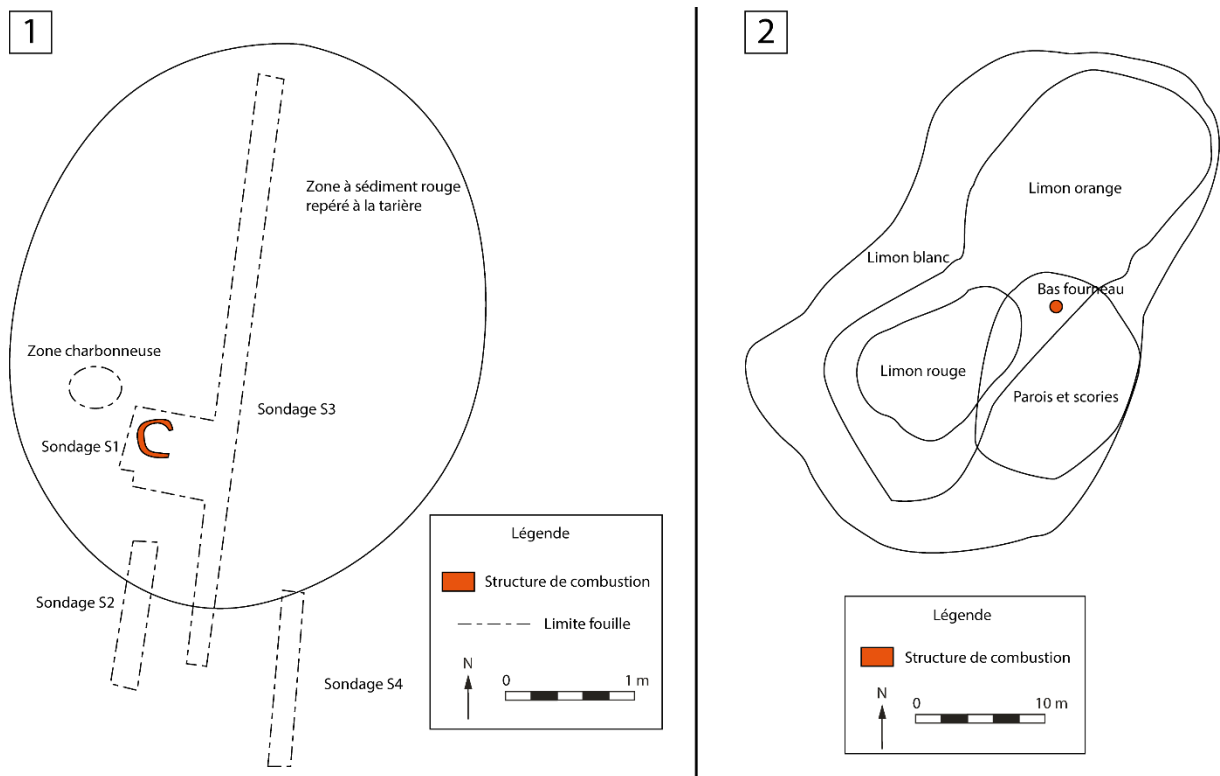 1
Zone à sédiment rouge
repéré à la tarière
Zone charbonneuse
Sondage S3
Sondage S1
Sondage S2
Sondage S4
Légende
Structure de combustion
Limite fouille
N
0
1 m
2
Limon orange
Limon blanc
Bas fourneau
Limon rouge
Parois et scories
Légende
Structure de combustion
N
0
10 m